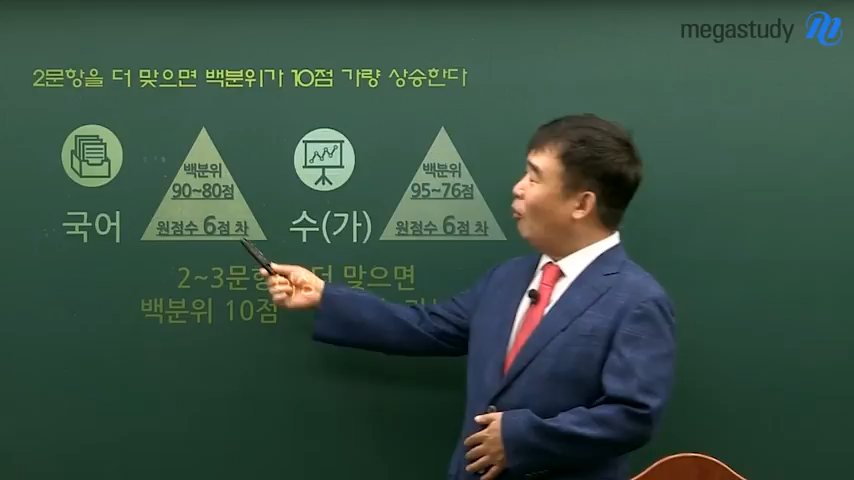 megastudy
2문항을 더 맞으면 백분위가 10점 가량 상승한다
국어
백분위
90~80점
원점수 6점 차
수(가)
백분위
95~76점
원점수 6점 차
2~3문항 더 맞으면
백분위 10점